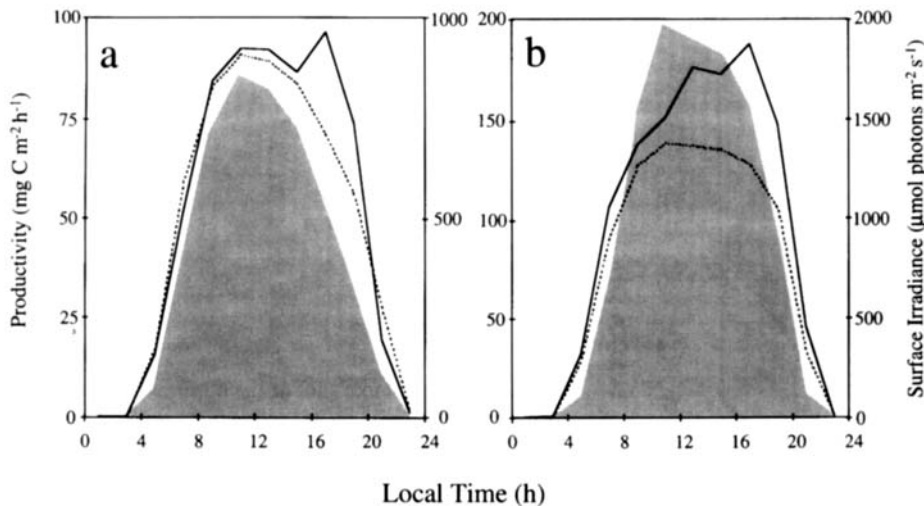 a
b
Productivity (mg C m-2 h-1)
100
75
50
25
0
1000
500
0
200
150
100
50
0
2000
1500
1000
500
0
Surface Irradiance (µmol photons m-2 s-1)
0 4 8 12 16 20 24
0 4 8 12 16 20 24
Local Time (h)